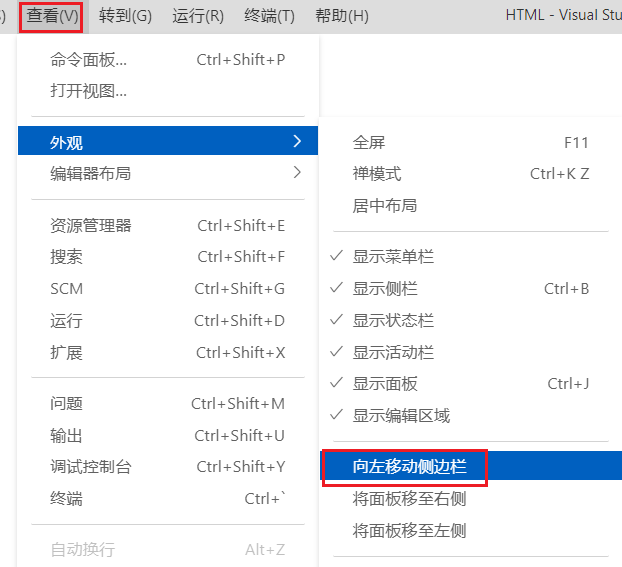 查看(V) 转到(G) 运行(R) 终端(T) 帮助(H) HTML - Visual Stu
命令面板... Ctrl+Shift+P
打开视图...
外观
编辑器布局
资源管理器 Ctrl+Shift+E
搜索 Ctrl+Shift+F
SCM Ctrl+Shift+G
运行 Ctrl+Shift+D
扩展 Ctrl+Shift+X
问题 Ctrl+Shift+M
输出 Ctrl+Shift+U
调试控制台 Ctrl+Shift+Y
终端 Ctrl+`
自动换行 Alt+Z
全屏 F11
禅模式 Ctrl+K Z
居中布局
显示菜单栏
显示侧栏 Ctrl+B
显示状态栏
显示活动栏
显示面板 Ctrl+J
显示编辑区域
向左移动侧边栏
将面板移至右侧
将面板移至左侧